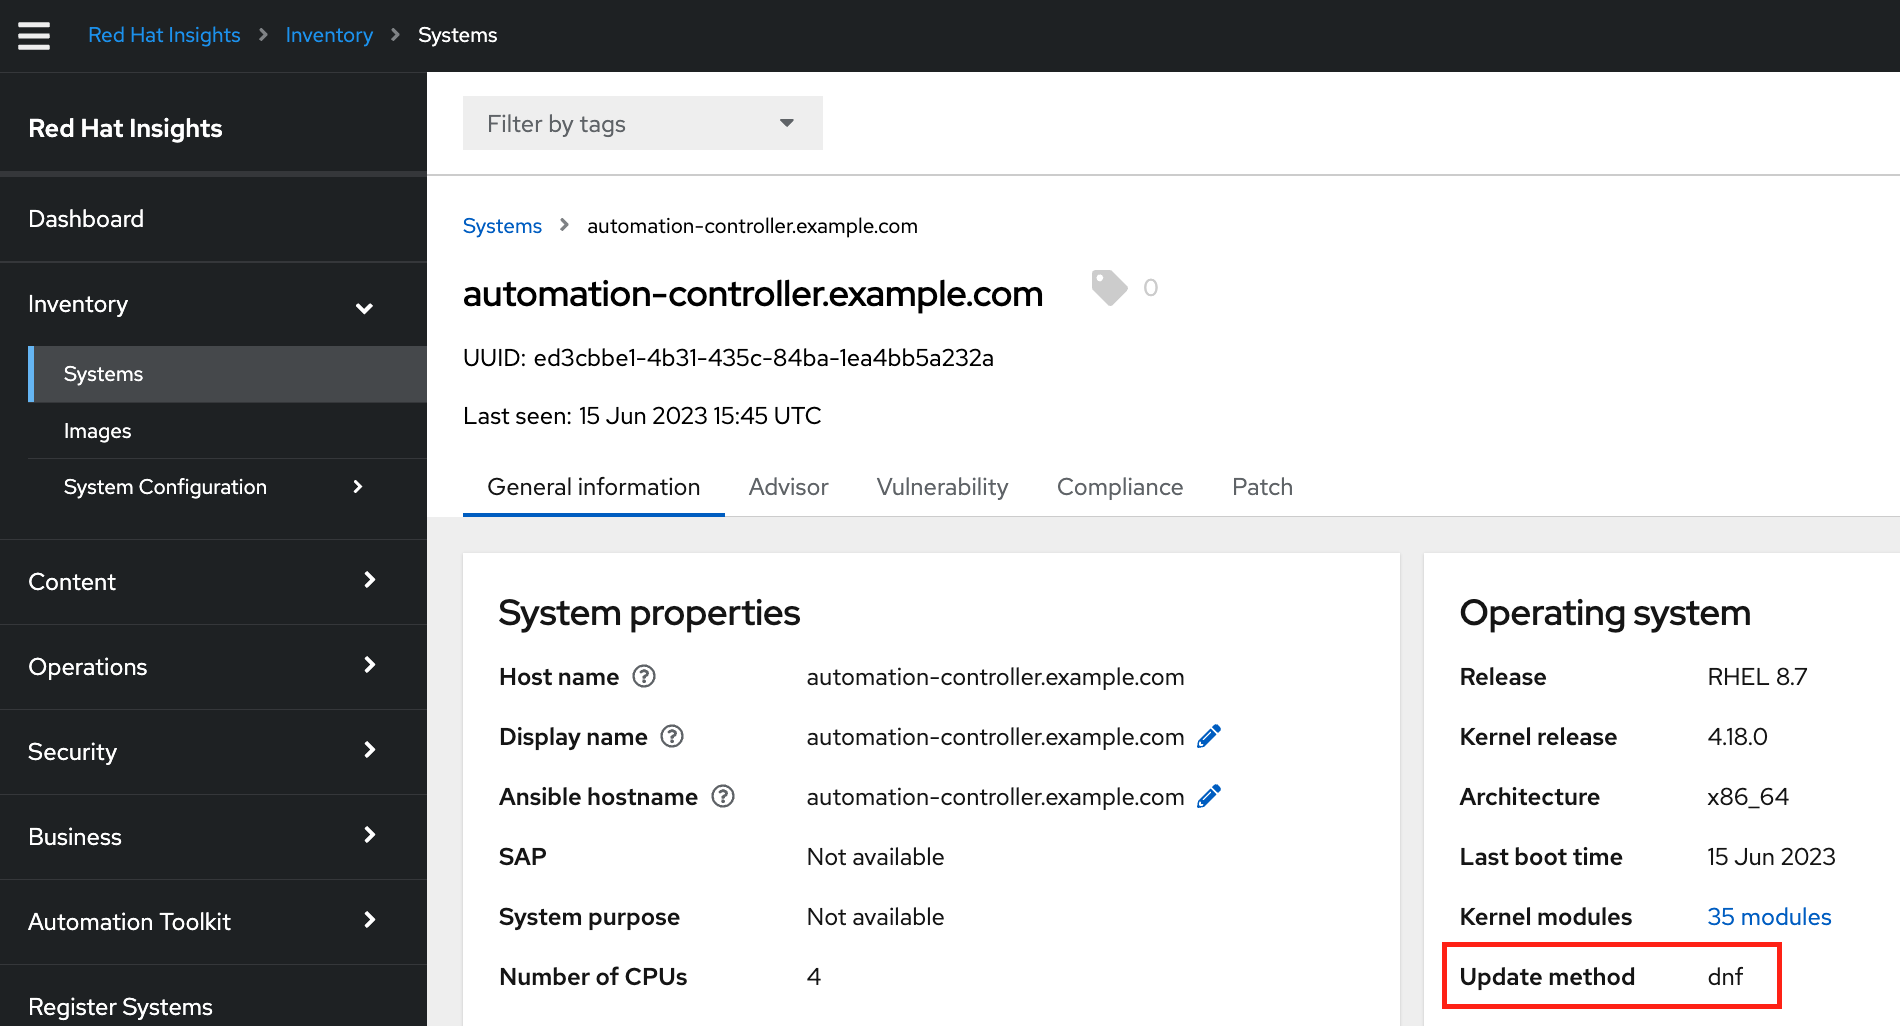 Red Hat Insights > Inventory > Systems
Red Hat Insights
Dashboard
Inventory
Systems
Images
System Configuration
Content
Operations
Security
Business
Automation Toolkit
Register Systems
Filter by tags
Systems > automation-controller.example.com
automation-controller.example.com 0
UUID: ed3cbbe1-4b31-435c-84ba-1ea4bb5a232a
Last seen: 15 Jun 2023 15:45 UTC
General information Advisor Vulnerability Compliance Patch
System properties
Host name ? automation-controller.example.com
Display name ? automation-controller.example.com
Ansible hostname ? automation-controller.example.com
SAP Not available
System purpose Not available
Number of CPUs 4
Operating system
Release RHEL 8.7
Kernel release 4.18.0
Architecture x86_64
Last boot time 15 Jun 2023
Kernel modules 35 modules
Update method dnf